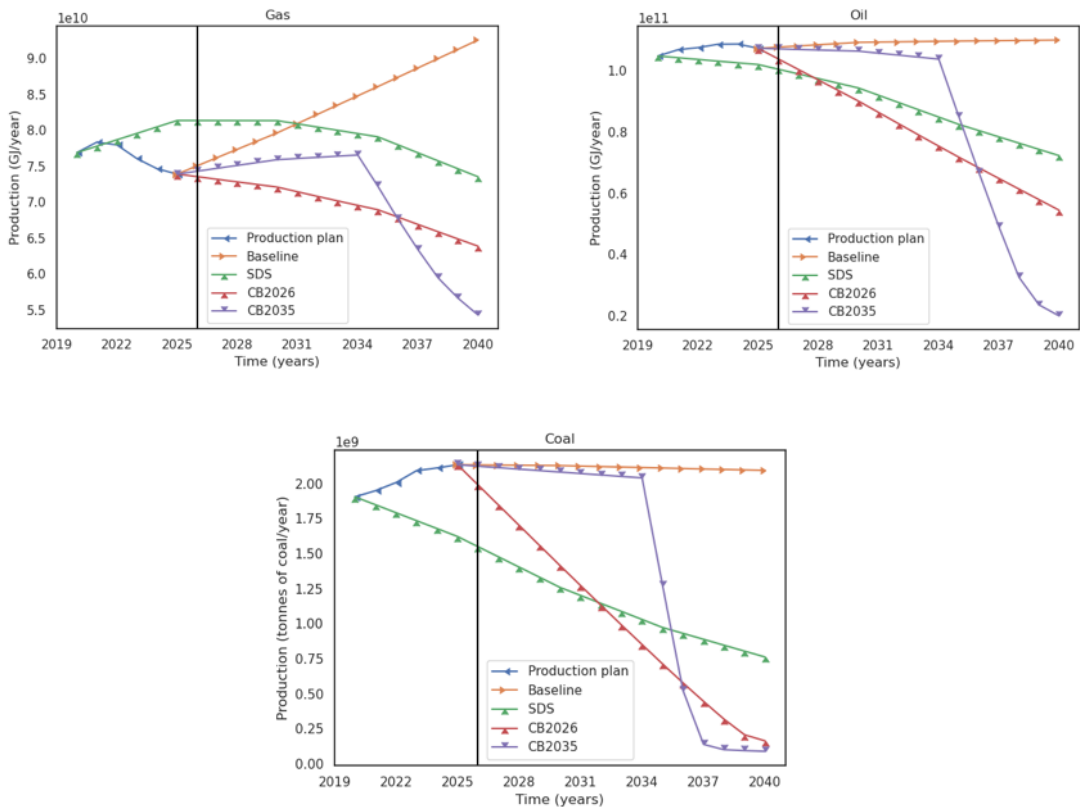 Gas
1e10
Production (GJ/year)
9.0
8.5
8.0
7.5
7.0
6.5
6.0
5.5
Production plan
Baseline
SDS
CB2026
CB2035
2019 2022 2025 2028 2031 2034 2037 2040
Time (years)
Oil
1e11
Production (GJ/year)
1.0
0.8
0.6
0.4
0.2
Production plan
Baseline
SDS
CB2026
CB2035
2019 2022 2025 2028 2031 2034 2037 2040
Time (years)
Coal
1e9
Production (tonnes of coal/year)
2.00
1.75
1.50
1.25
1.00
0.75
0.50
0.25
0.00
Production plan
Baseline
SDS
CB2026
CB2035
2019 2022 2025 2028 2031 2034 2037 2040
Time (years)